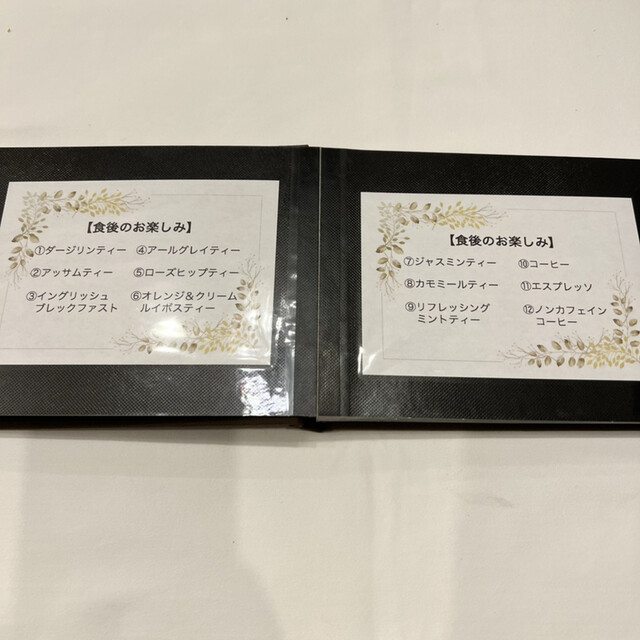 【食後のお楽しみ】
①ダージリンティー ④アールグレイティー
②アッサムティー ⑤ローズヒップティー
③イングリッシュ ⑥オレンジ&クリーム
ブレックファスト ルイボスティー
【食後のお楽しみ】
⑦ジャスミンティー ⑩コーヒー
⑧カモミールティー ⑪エスプレッソ
⑨リフレッシング ⑫ノンカフェイン
ミントティー コーヒー